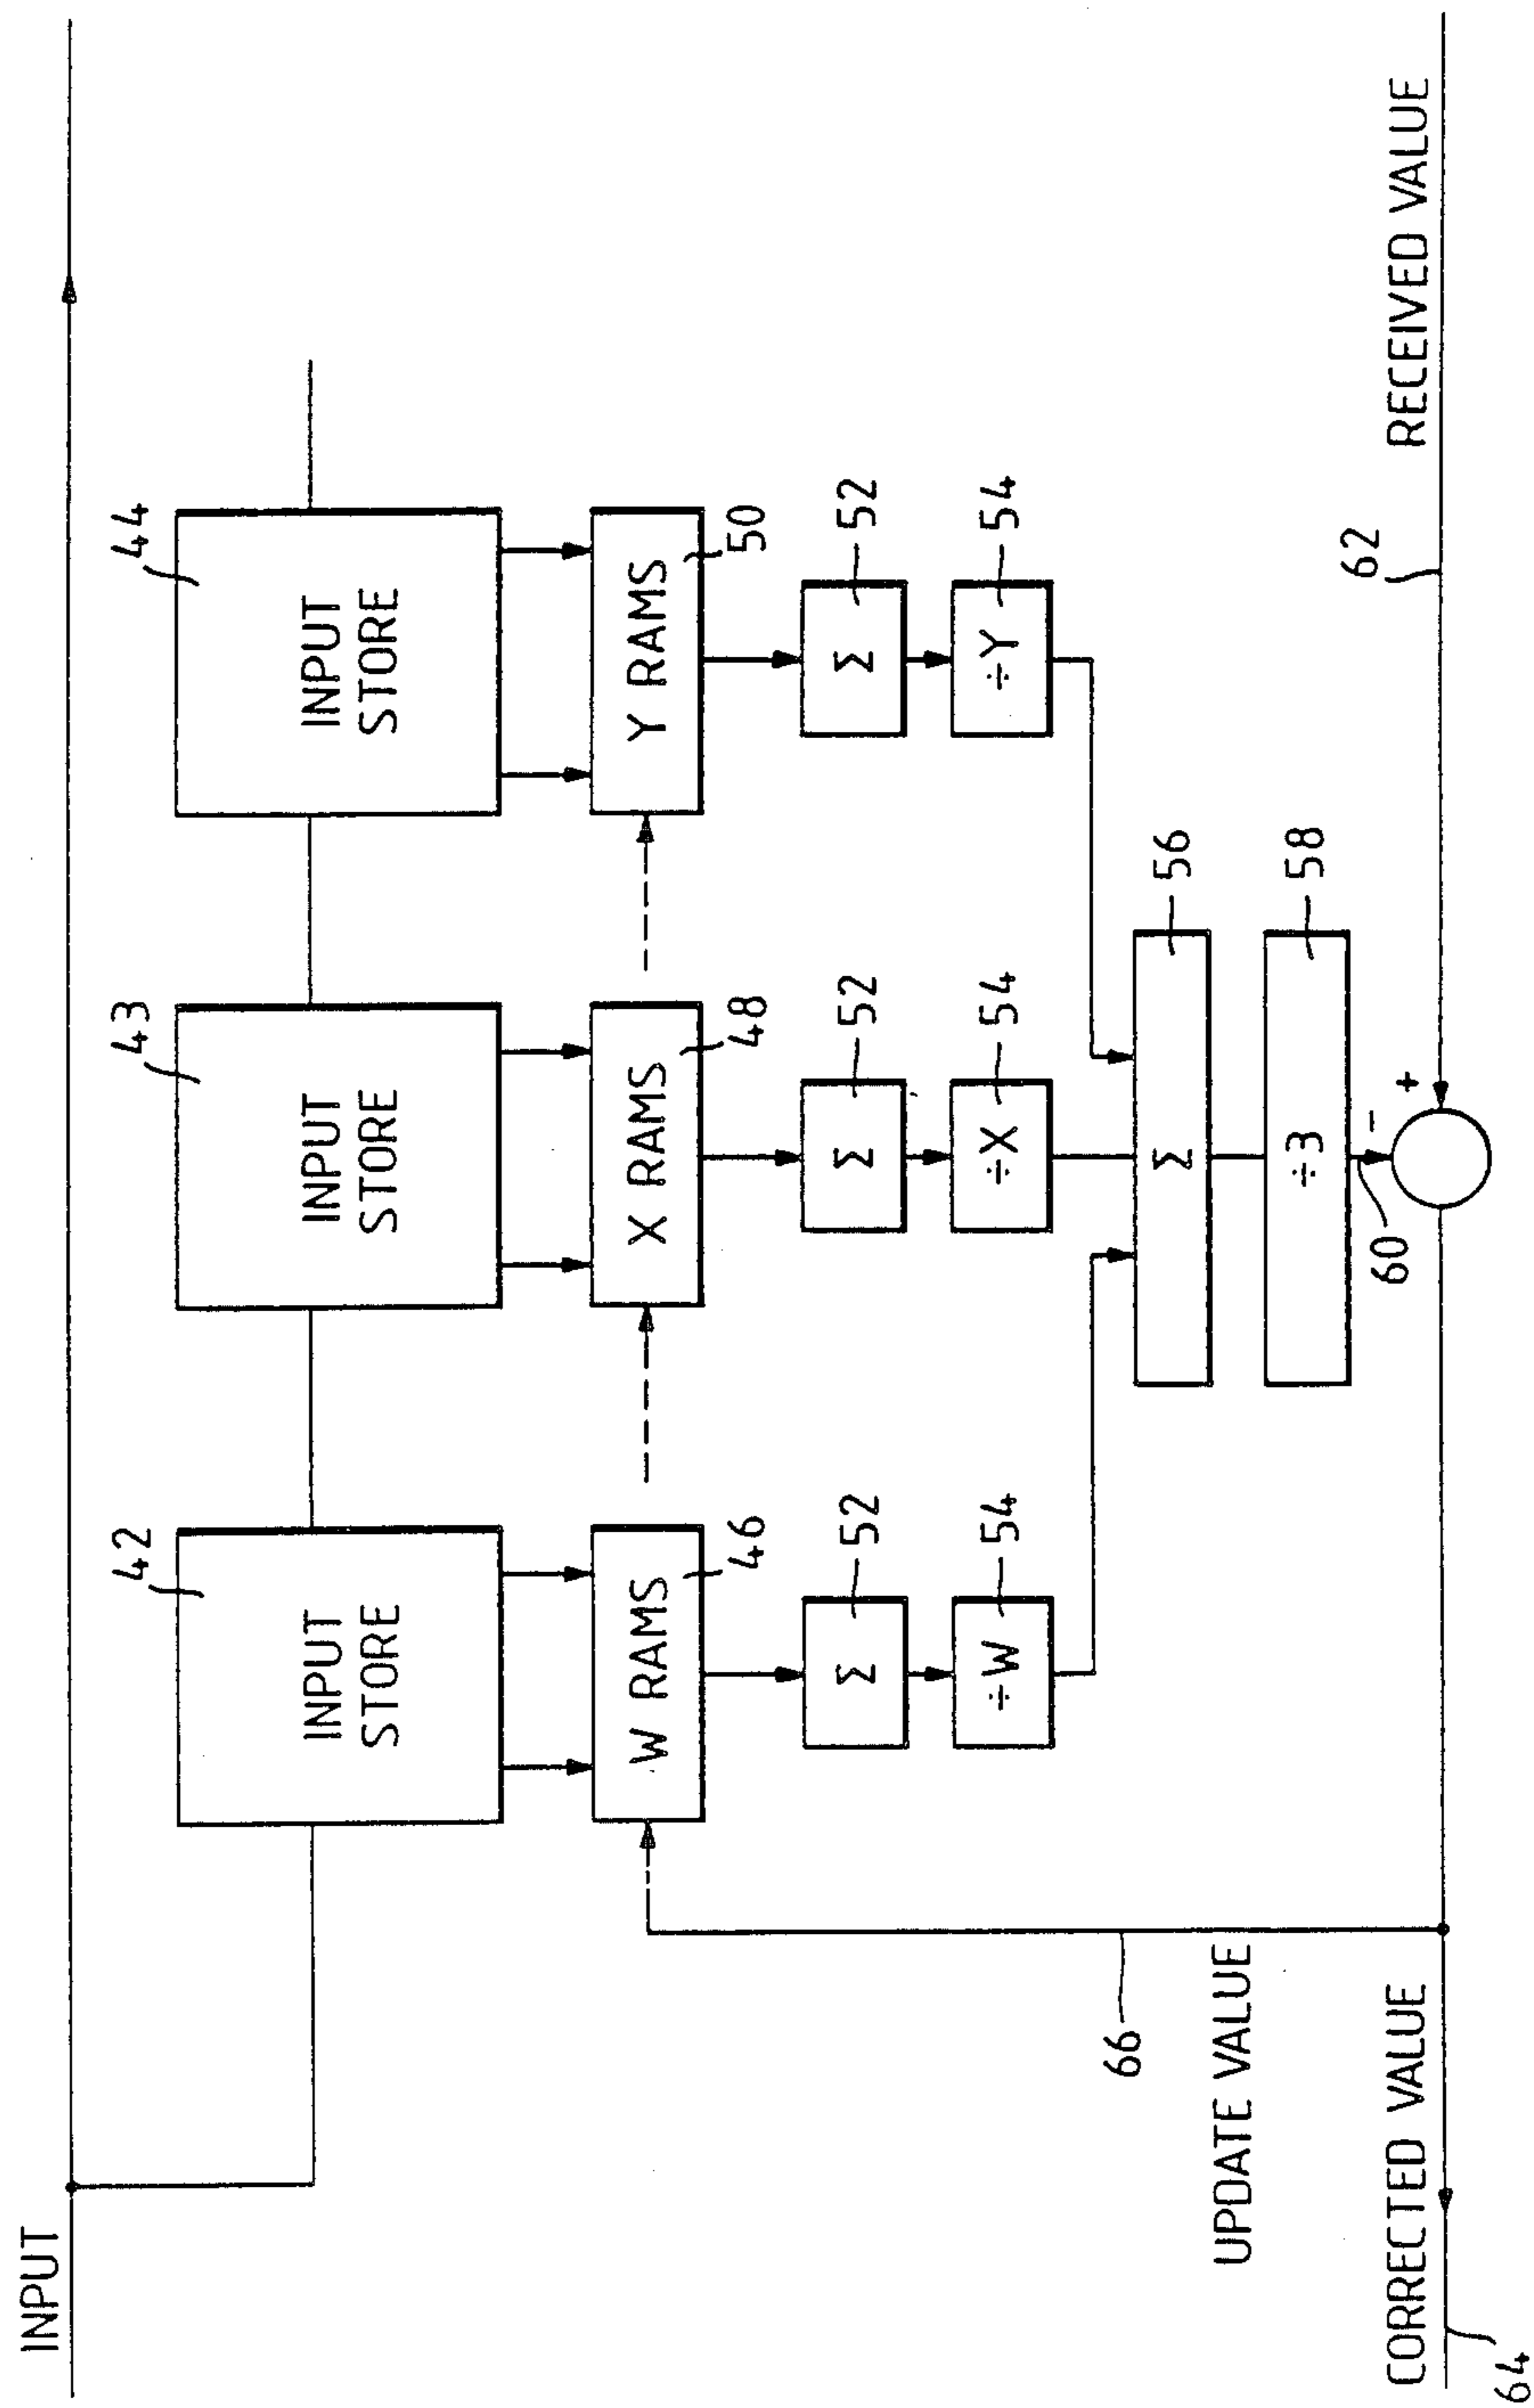 INPUT
42
43
44
INPUT
STORE
INPUT
STORE
INPUT
STORE
W RAMS
46
X RAMS
48
Y RAMS
50
Σ
52
Σ
52
Σ
52
÷W
54
÷X
54
÷Y
54
Σ
56
÷3
58
60
-
+
62
RECEIVED VALUE
66
UPDATE VALUE
CORRECTED VALUE
64